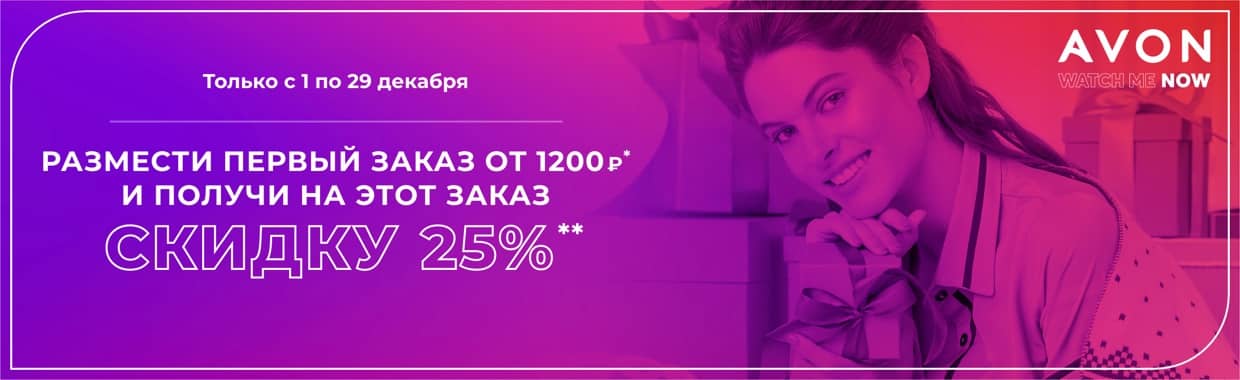 Только с 1 по 29 декабря
РАЗМЕСТИ ПЕРВЫЙ ЗАКАЗ ОТ 1200₽*
И ПОЛУЧИ НА ЭТОТ ЗАКАЗ
СКИДКУ 25%**
AVON
WATCH ME NOW